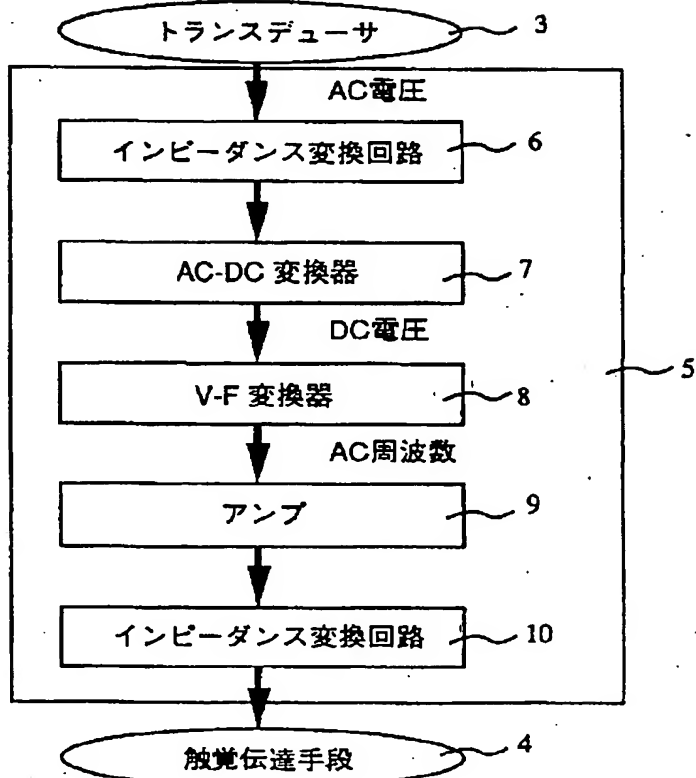 トランスデューサ 3
AC電圧
インピーダンス変換回路 6
AC-DC 変換器 7
DC電圧
V-F 変換器 8
5
AC周波数
アンプ 9
インピーダンス変換回路 10
触覚伝達手段 4